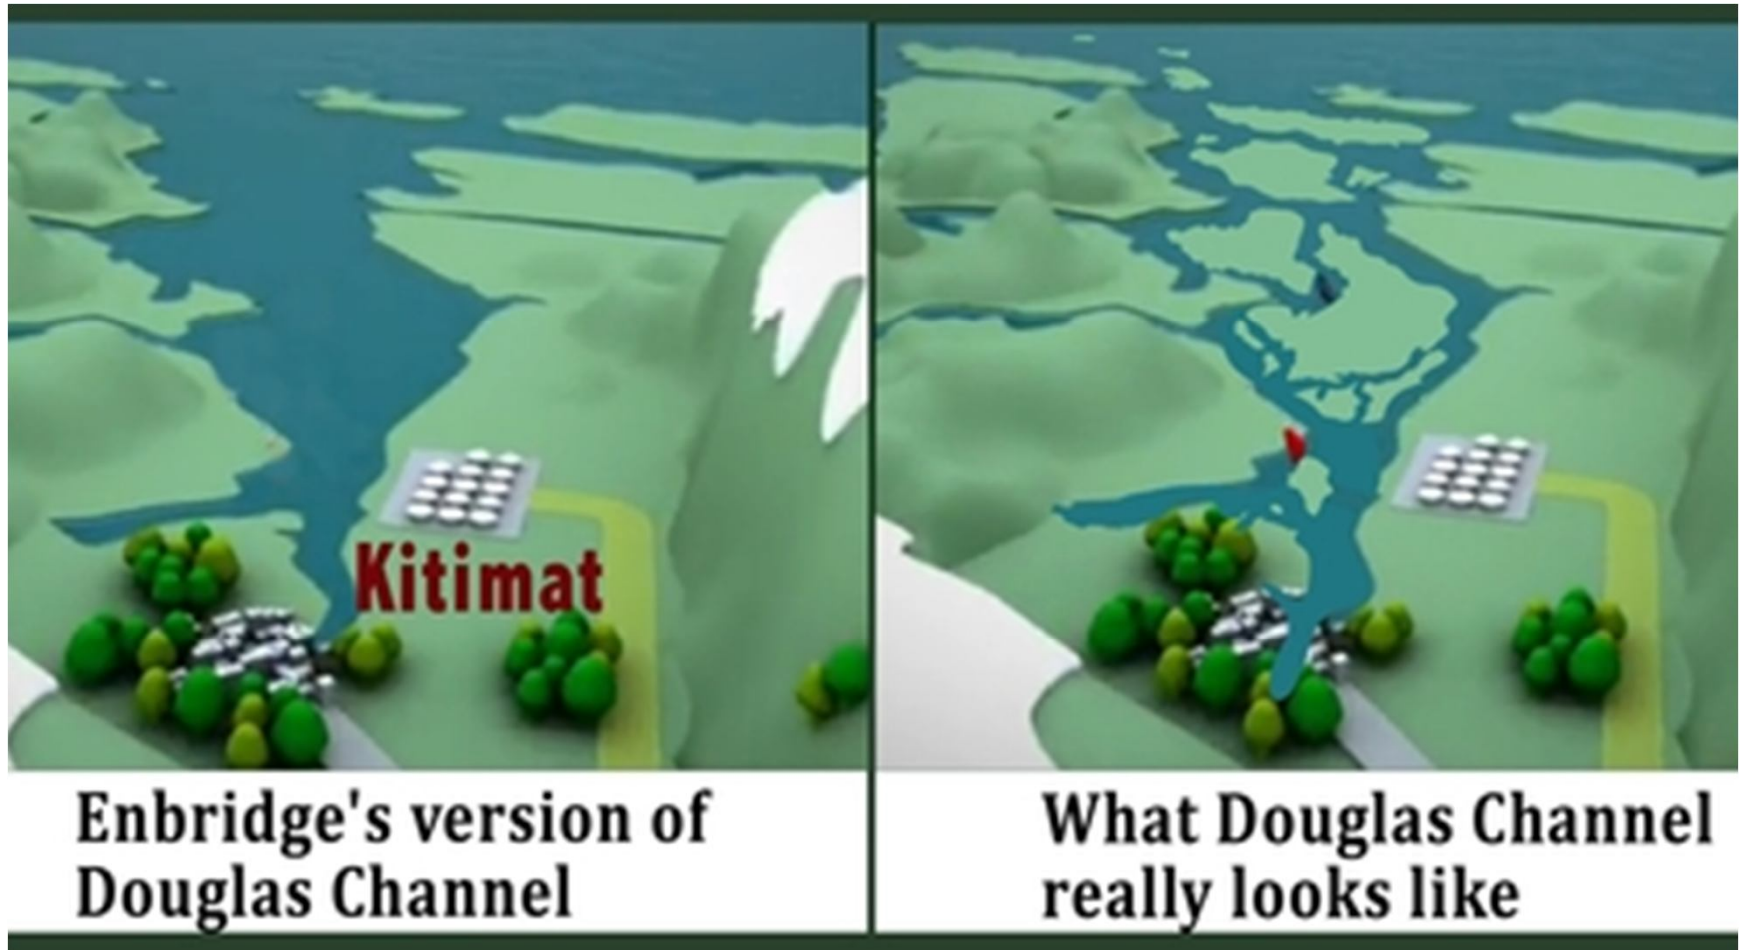 Kitimat
Enbridge's version of
Douglas Channel
What Douglas Channel
really looks like